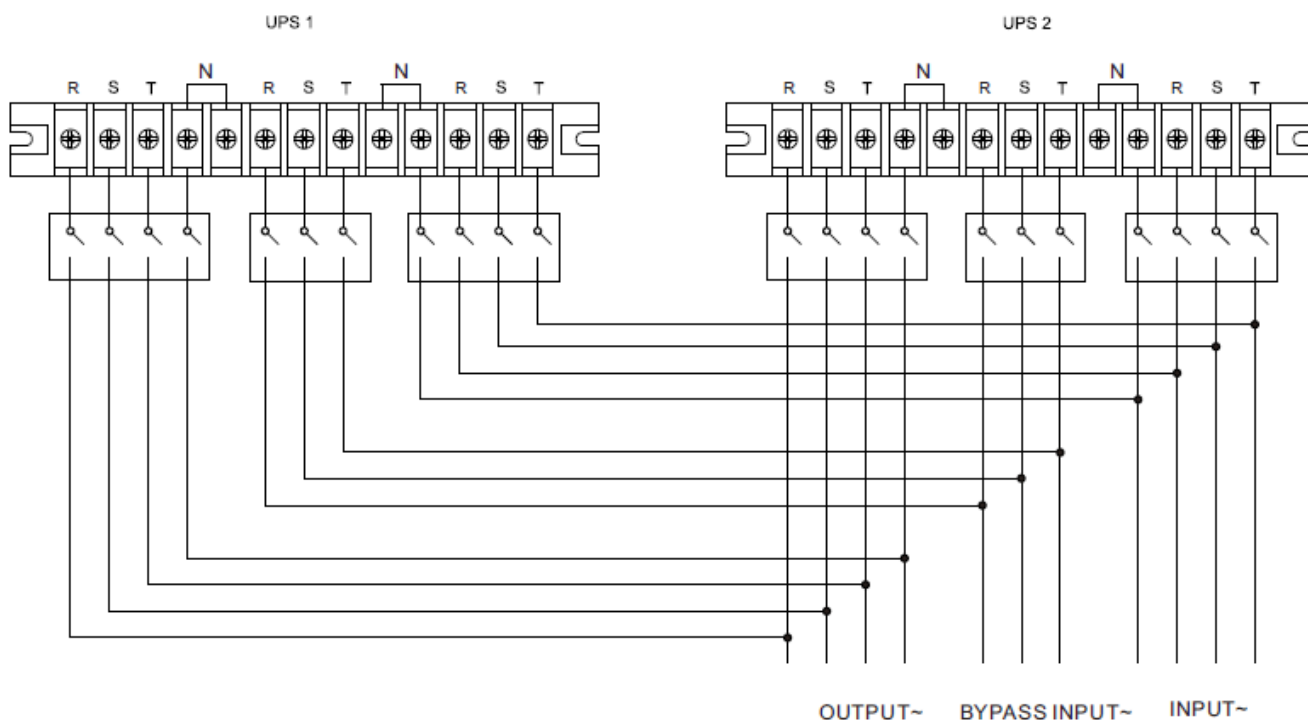 UPS 1 UPS 2
N N N N
R S T R S T R S T R S T R S T R S T
OUTPUT~ BYPASS INPUT~ INPUT~